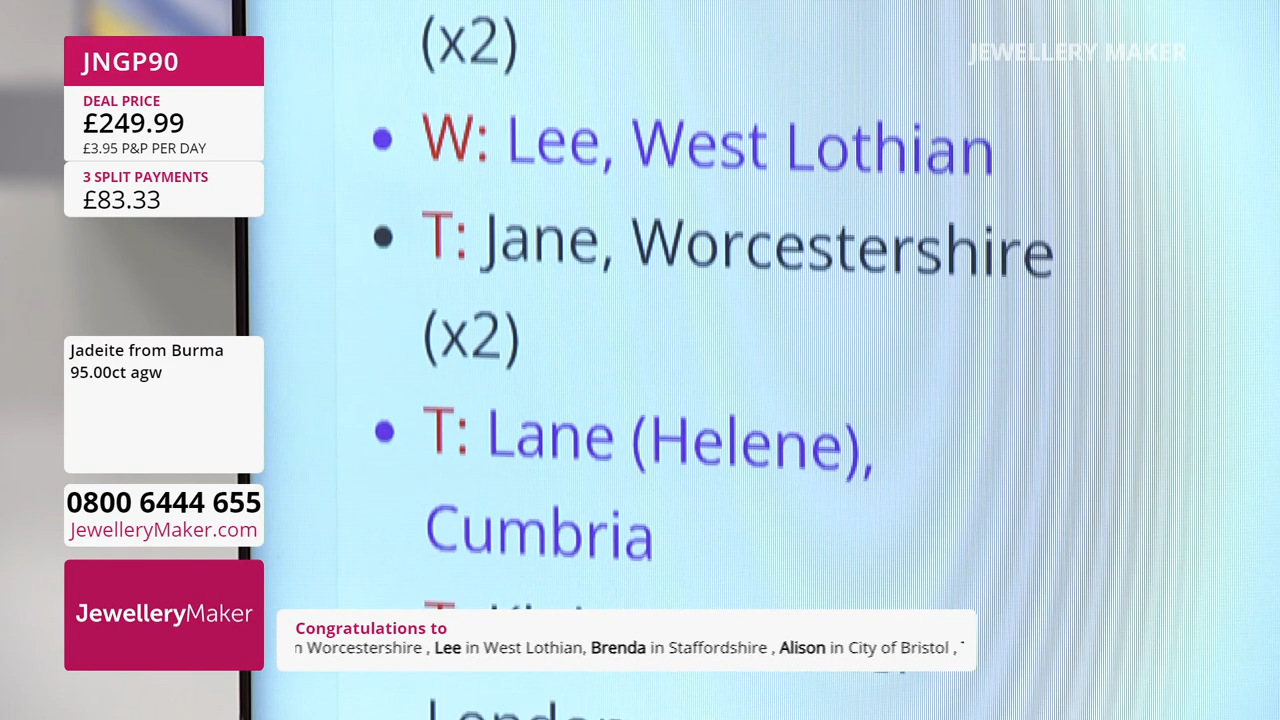 JNGP90
DEAL PRICE
£249.99
£3.95 P&P PER DAY
3 SPLIT PAYMENTS
£83.33
Jadeite from Burma
95.00ct agw
0800 6444 655
JewelleryMaker.com
JewelleryMaker
JEWELLERY MAKER
(x2)
• W: Lee, West Lothian
• T: Jane, Worcestershire
(x2)
• T: Lane (Helene),
Cumbria
London
Congratulations to
Worcestershire , Lee in West Lothian, Brenda in Staffordshire , Alison in City of Bristol ,